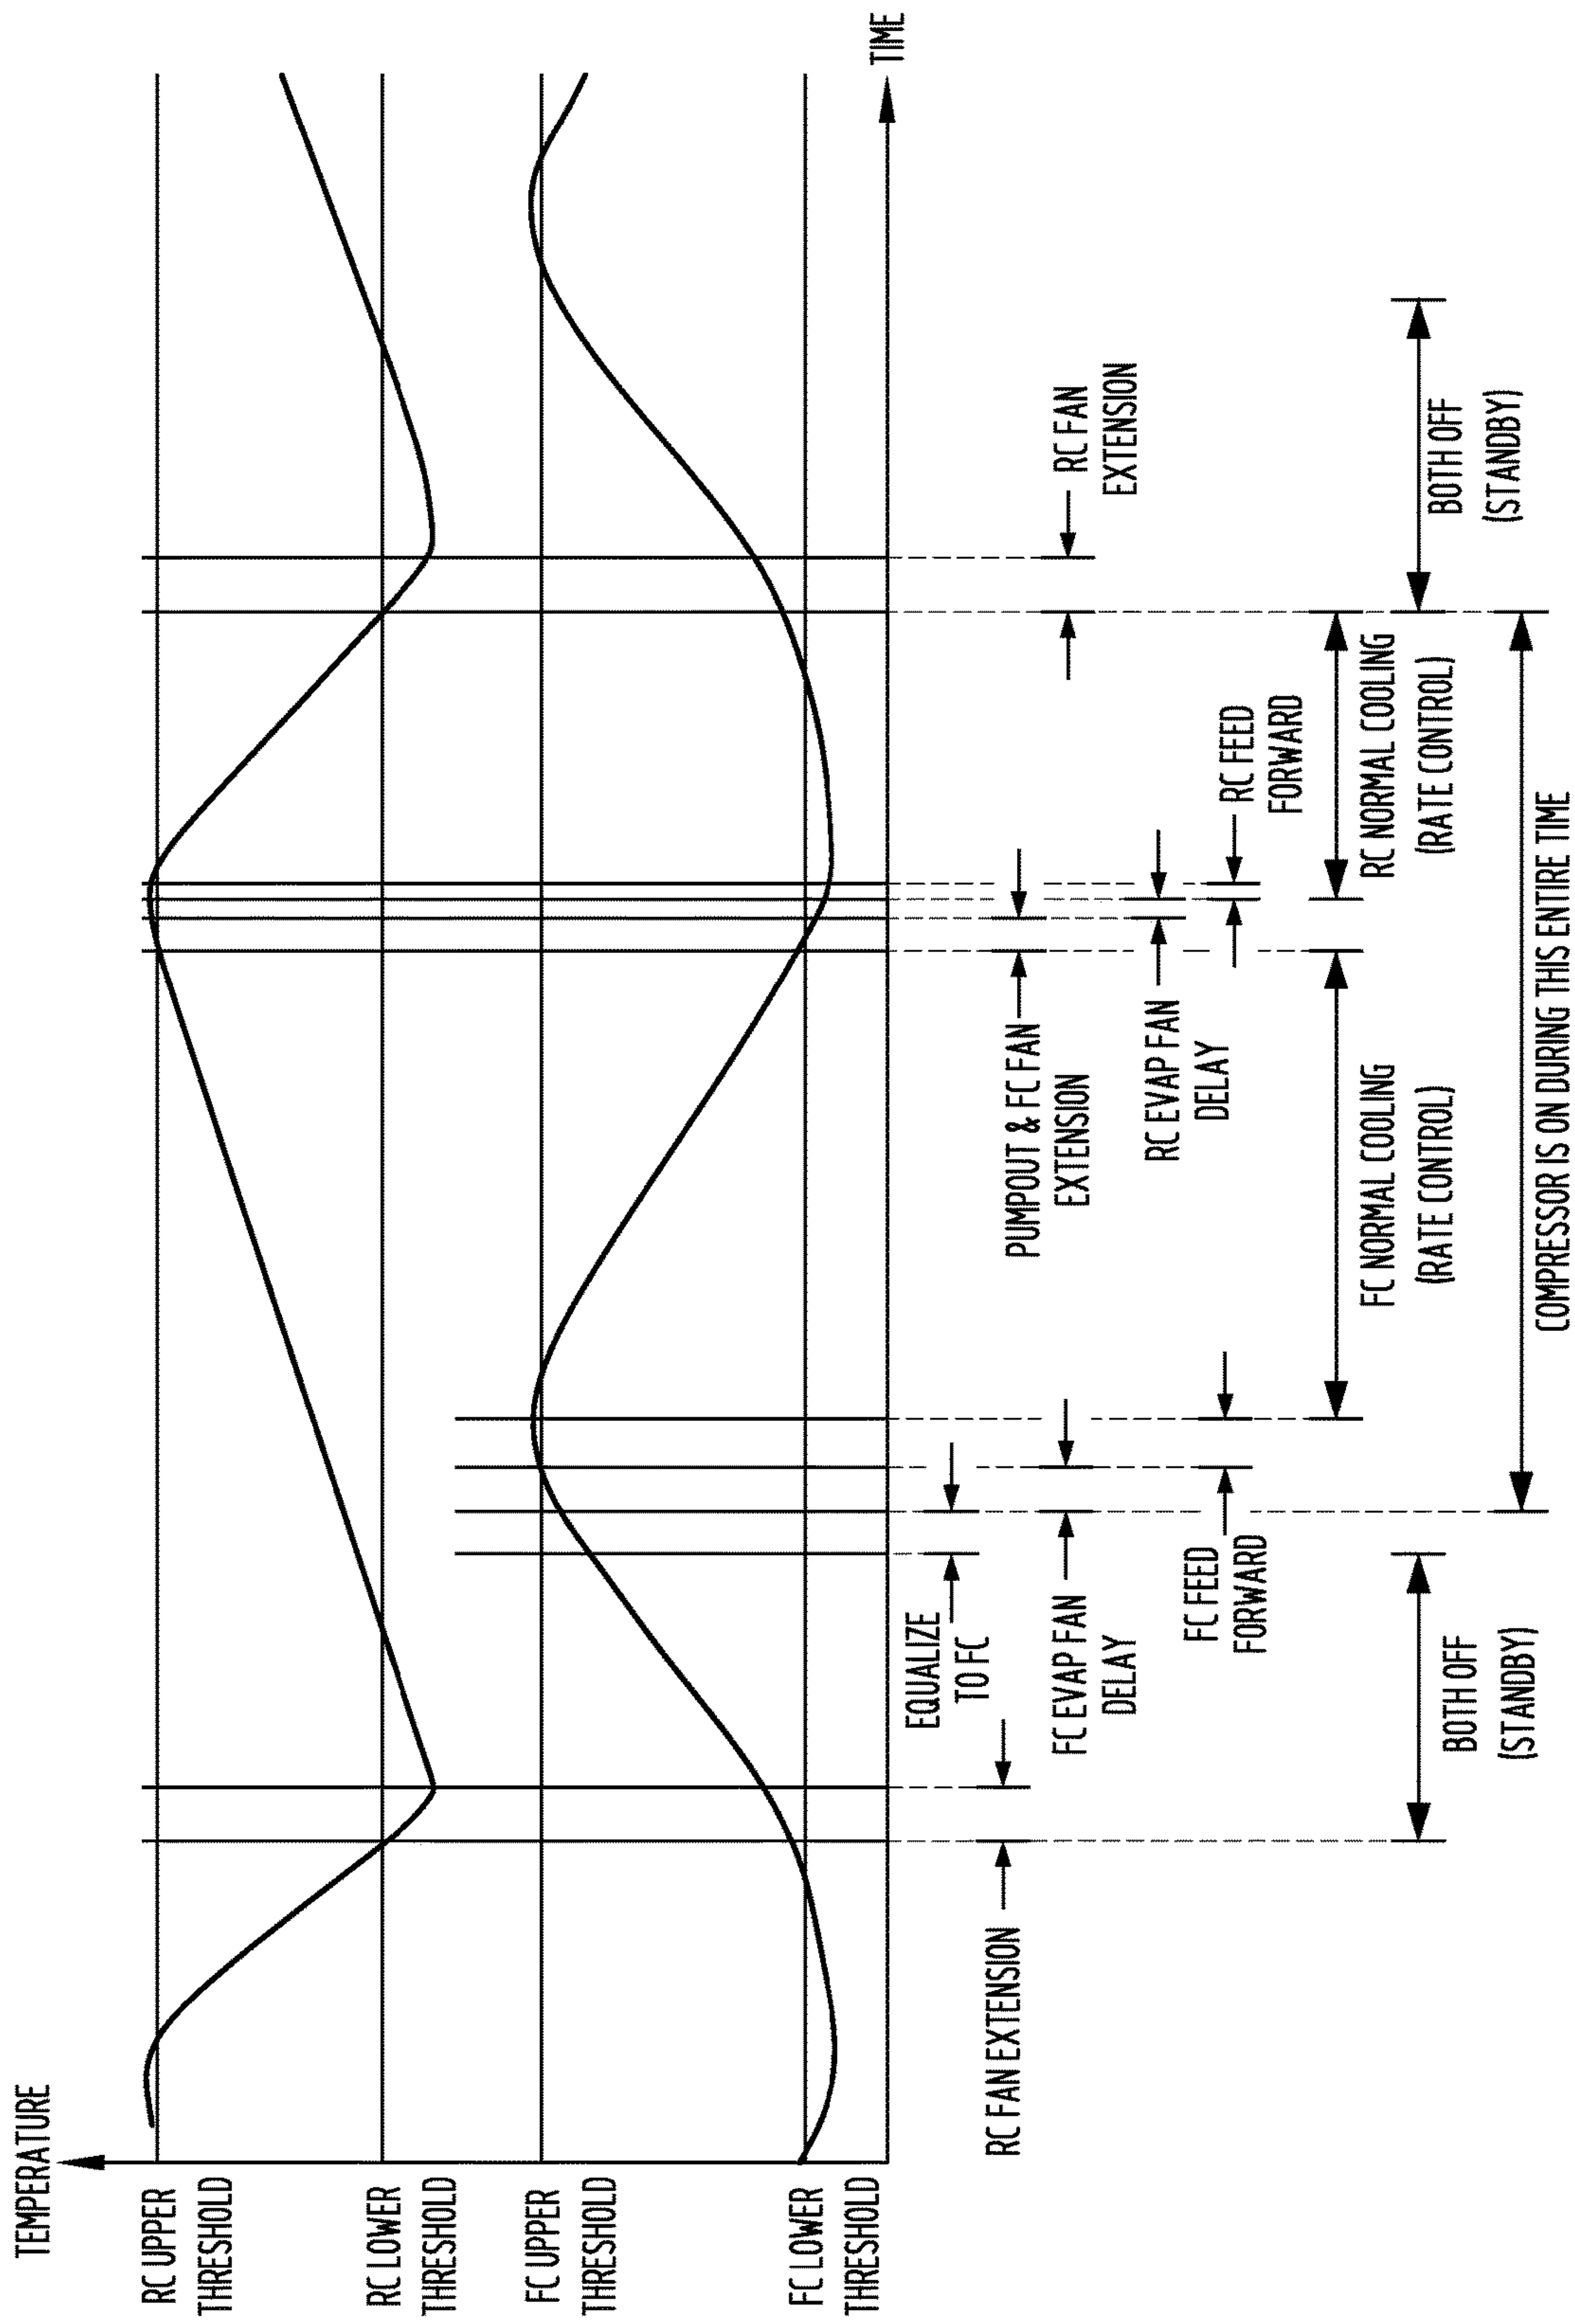 TEMPERATURE
RC UPPER
THRESHOLD
RC LOWER
THRESHOLD
FC UPPER
THRESHOLD
FC LOWER
THRESHOLD
TIME
RC FAN EXTENSION
EQUALIZE
TO FC
FC EVAP FAN
DELAY
FC FEED
FORWARD
BOTH OFF
(STANDBY)
PUMPOUT & FC FAN
EXTENSION
RC EVAP FAN
DELAY
RC FEED
FORWARD
FC NORMAL COOLING
(RATE CONTROL)
RC NORMAL COOLING
(RATE CONTROL)
COMPRESSOR IS ON DURING THIS ENTIRE TIME
RC FAN
EXTENSION
BOTH OFF
(STANDBY)